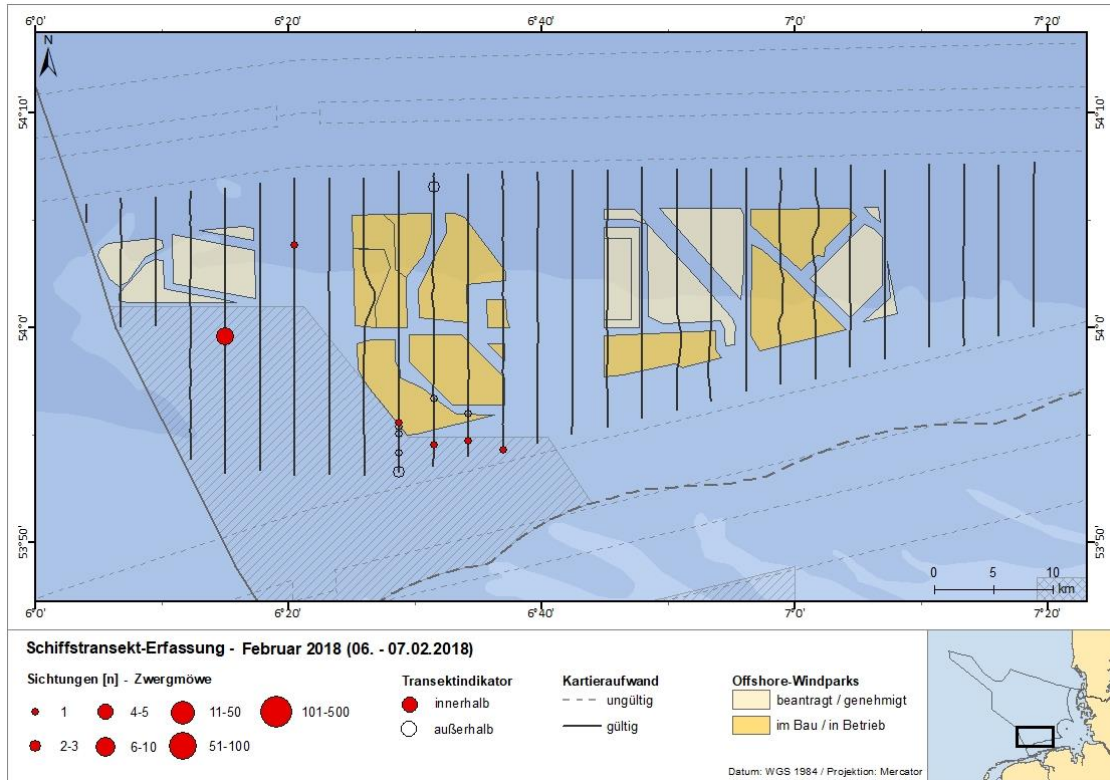 6°0' 6°20' 6°40' 7°0' 7°20'
N
54°10' 54°10'
54°0' 54°0'
53°50' 53°50'
0 5 10
km
6°0' 6°20' 6°40' 7°0' 7°20'
Schiffstransekt-Erfassung - Februar 2018 (06. - 07.02.2018)
Sichtungen [n] - Zwergmöwe
1 4-5 11-50 101-500
2-3 6-10 51-100
Transektindikator
innerhalb
außerhalb
Kartieraufwand
ungültig
gültig
Offshore-Windparks
beantragt / genehmigt
im Bau / in Betrieb
Datum: WGS 1984 / Projektion: Mercator